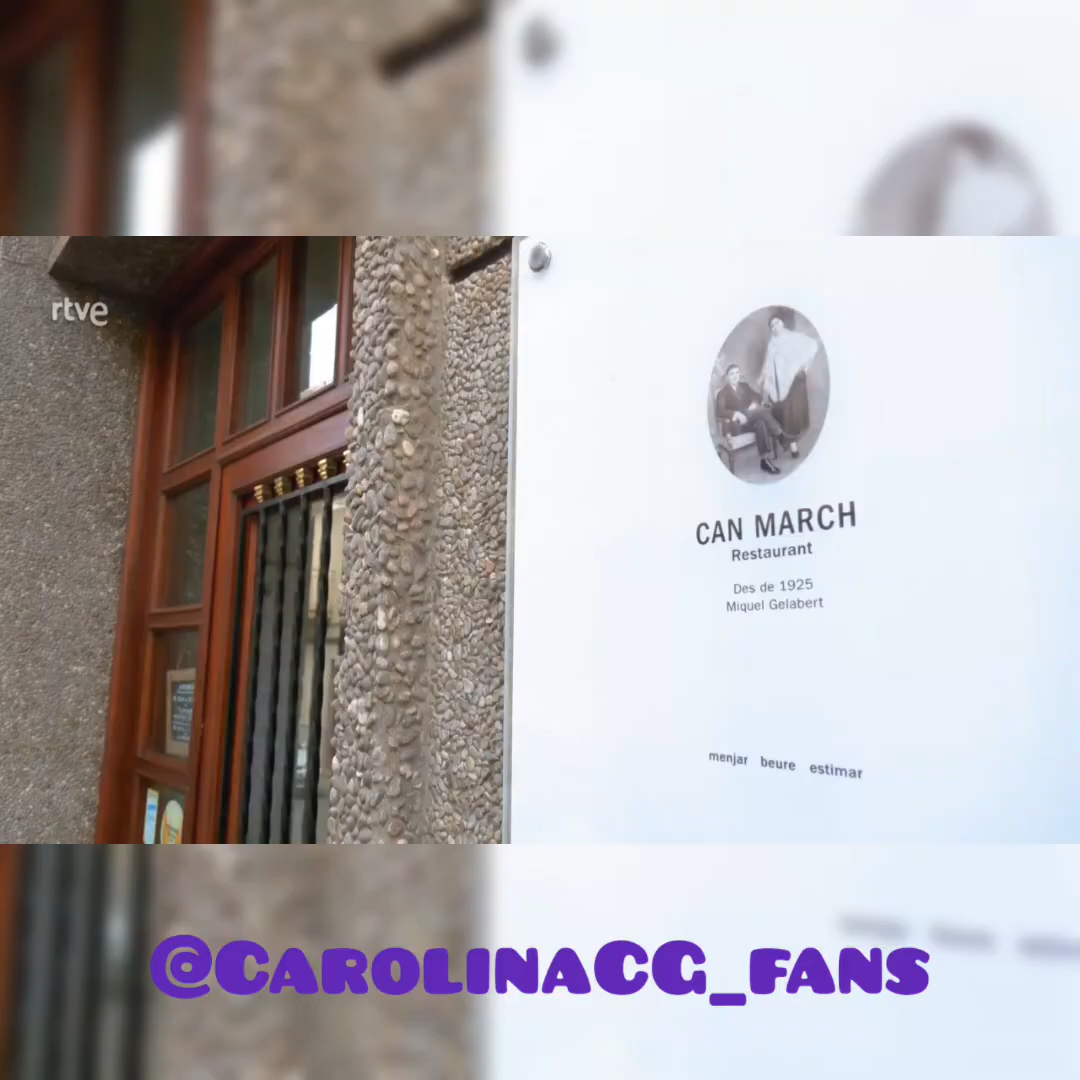 rtve
CAN MARCH
Restaurant
Des de 1925
Miquel Gelabert
menjar beure estimar
@CAROLINACG_FANS